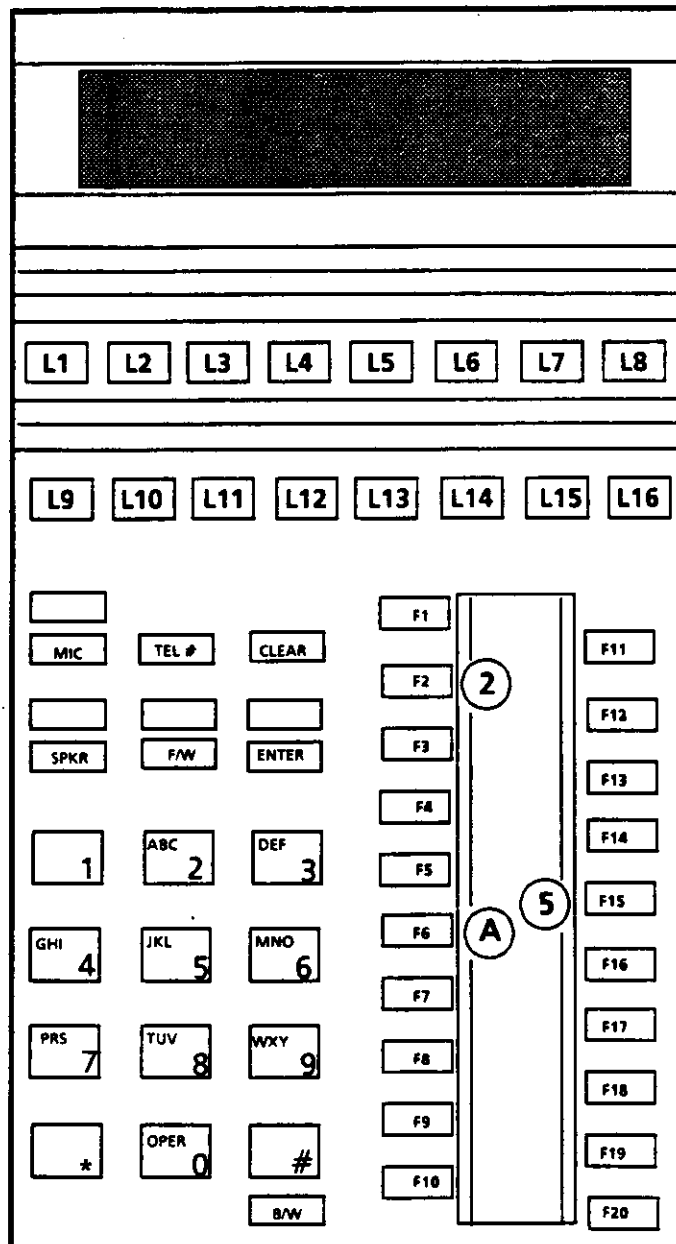 L1 L2 L3 L4 L5 L6 L7 L8
L9 L10 L11 L12 L13 L14 L15 L16
MIC TEL # CLEAR
SPKR F/W ENTER
1 ABC 2 DEF 3
GHI 4 JKL 5 MNO 6
PRS 7 TUV 8 WXY 9
* OPER 0 #
B/W
F1
F2 2
F3
F4
F5
F6 A
F7
F8
F9
F10
F11
F12
F13
F14
5 F15
F16
F17
F18
F19
F20